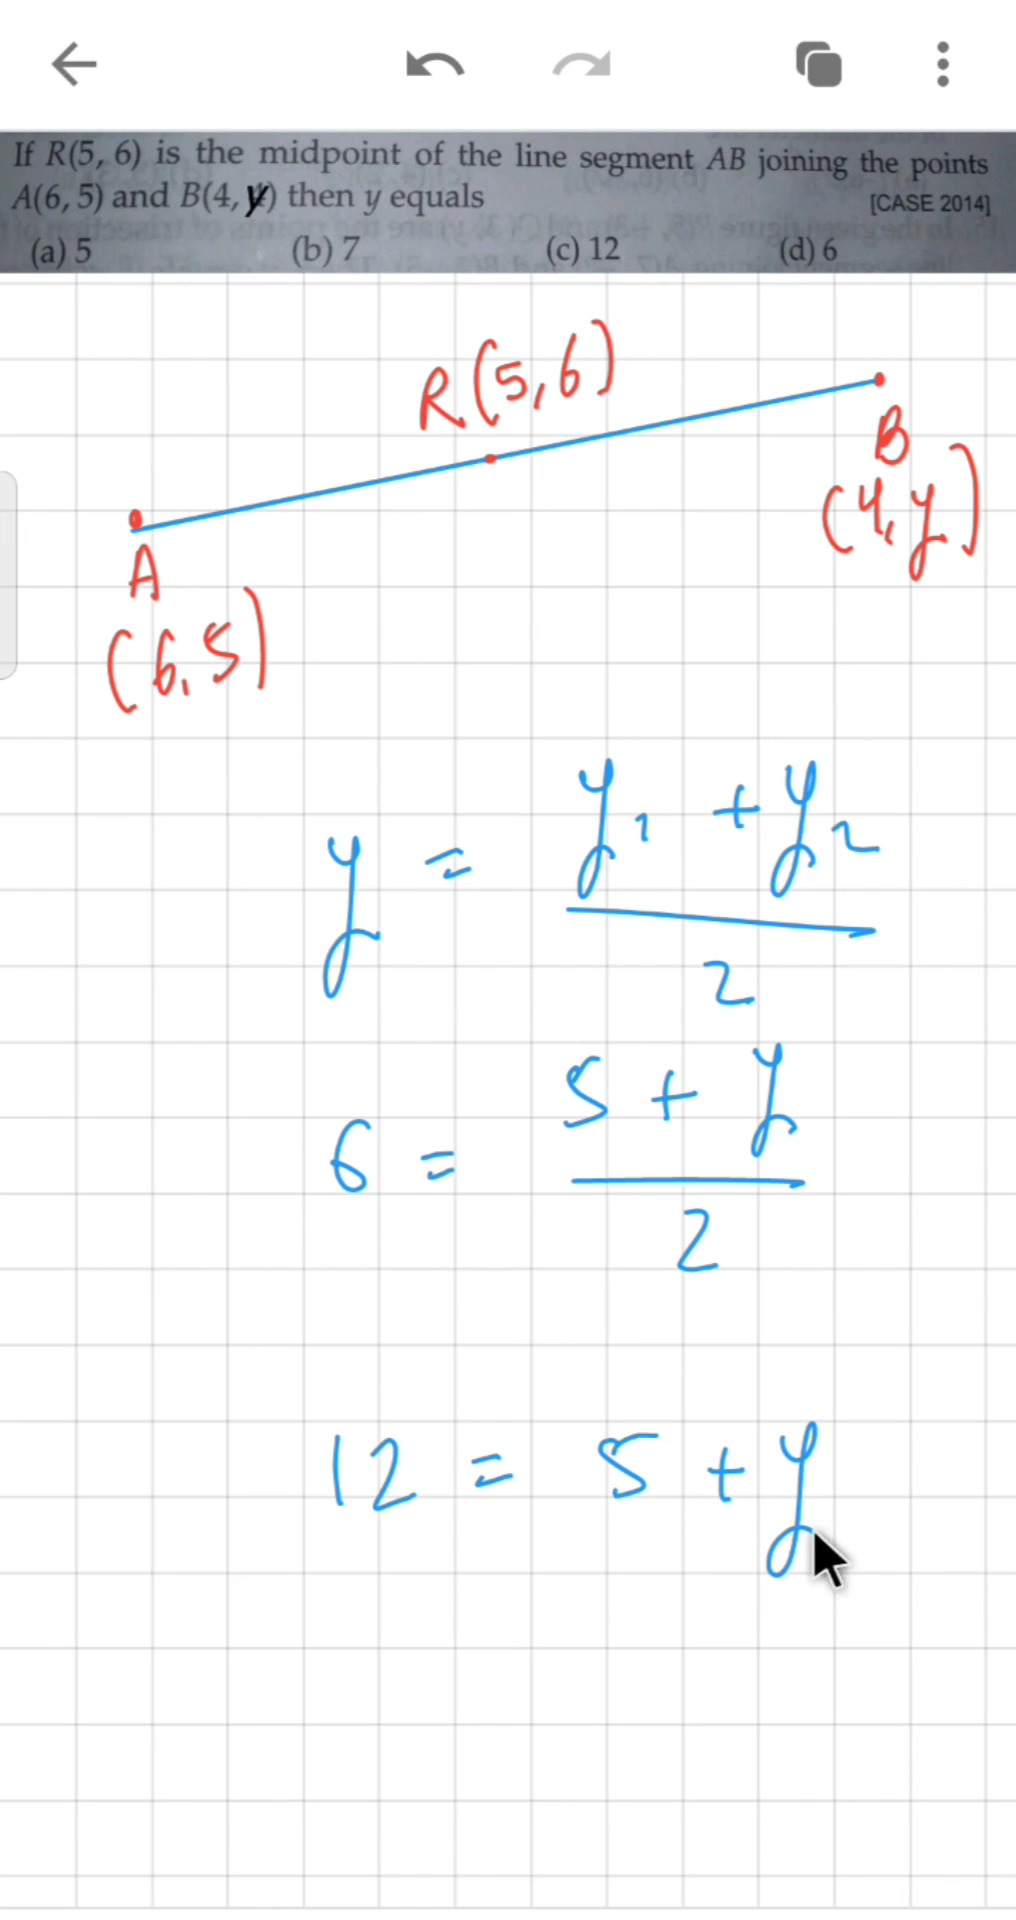 If R(5, 6) is the midpoint of the line segment AB joining the points
A(6, 5) and B(4, y) then y equals [CASE 2014]
(a) 5 (b) 7 (c) 12 (d) 6
R(5,6)
B
(4,y)
A
(6,5)
y = y₁ + y₂
2
6 = 5 + y
2
12 = 5 + y